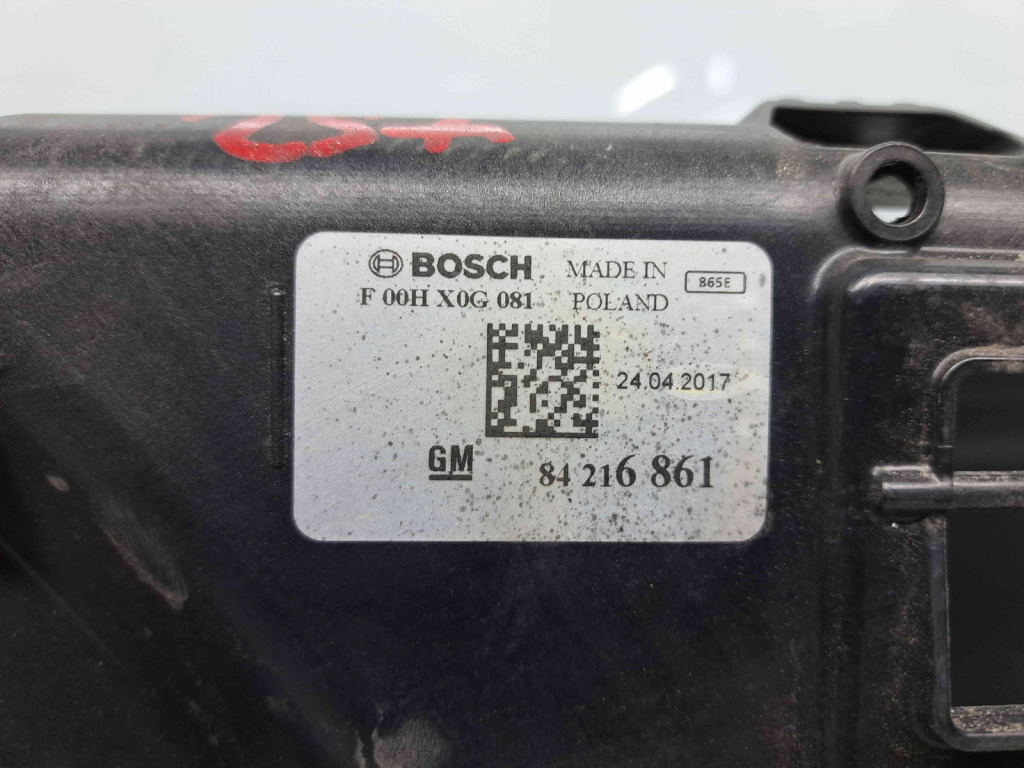 BOSCH MADE IN 865E
F 00H X0G 081 POLAND
24.04.2017
GM 84 216 861